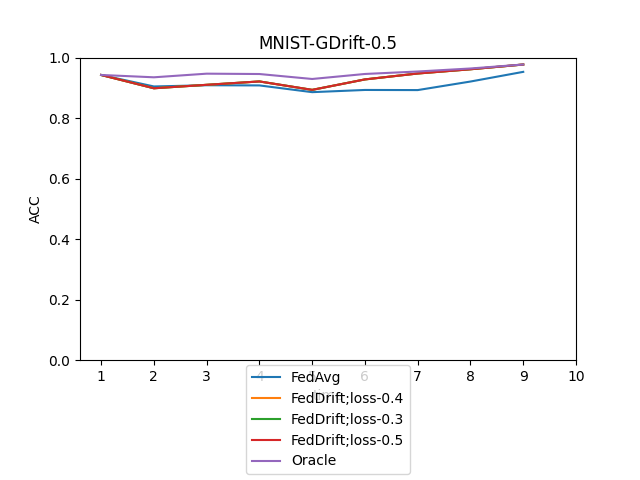 MNIST-GDrift-0.5
ACC
1.0
0.8
0.6
0.4
0.2
0.0
1 2 3 4 5 6 7 8 9 10
FedAvg
FedDrift;loss-0.4
FedDrift;loss-0.3
FedDrift;loss-0.5
Oracle